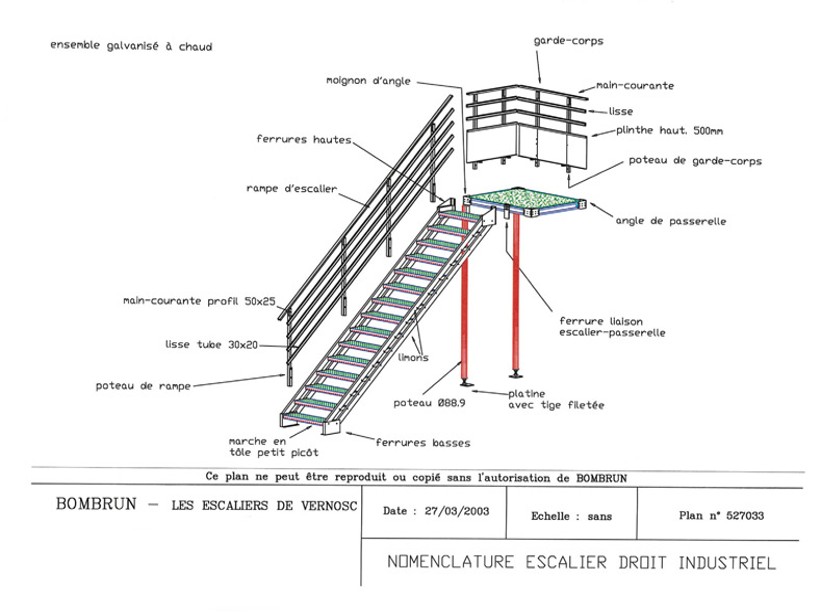 ensemble galvanisé à chaud
garde-corps
moignon d'angle
main-courante
lisse
plinthe haut. 500mm
ferrures hautes
poteau de garde-corps
rampe d'escalier
angle de passerelle
main-courante profil 50x25
ferrure liaison
escalier-passerelle
lisse tube 30x20
limons
poteau de rampe
poteau Ø88.9
platine
avec tige filetée
marche en
tôle petit picôt
ferrures basses
Ce plan ne peut être reproduit ou copié sans l'autorisation de BOMBRUN
BOMBRUN - LES ESCALIERS DE VERNOSC
Date : 27/03/2003
Echelle : sans
Plan n° 527033
NOMENCLATURE ESCALIER DROIT INDUSTRIEL